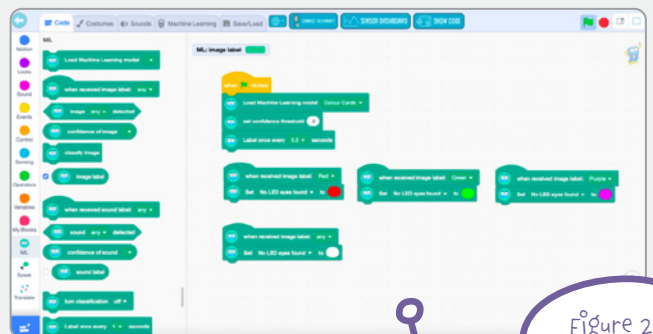 Code Costumes Sounds Machine Learning Save/Load SENSOR DASHBOARD SHOW CODE
Motion
Looks
Sound
Events
Control
Sensing
Operators
Variables
My Blocks
ML
Speech
Translate
ML
Load Machine Learning model
when received image label: any
image any detected
confidence of image
classify image
image label
when received sound label: any
sound any detected
confidence of sound
sound label
turn classification off
Label once every 1 seconds
ML: image label
when clicked
Load Machine Learning model Colour Cards
set confidence threshold
Label once every 0.2 seconds
when received image label: Red
Set No LED eyes found to
when received image label: Green
Set No LED eyes found to
when received image label: Purple
Set No LED eyes found to
when received image label: any
Set No LED eyes found to
Figure 2